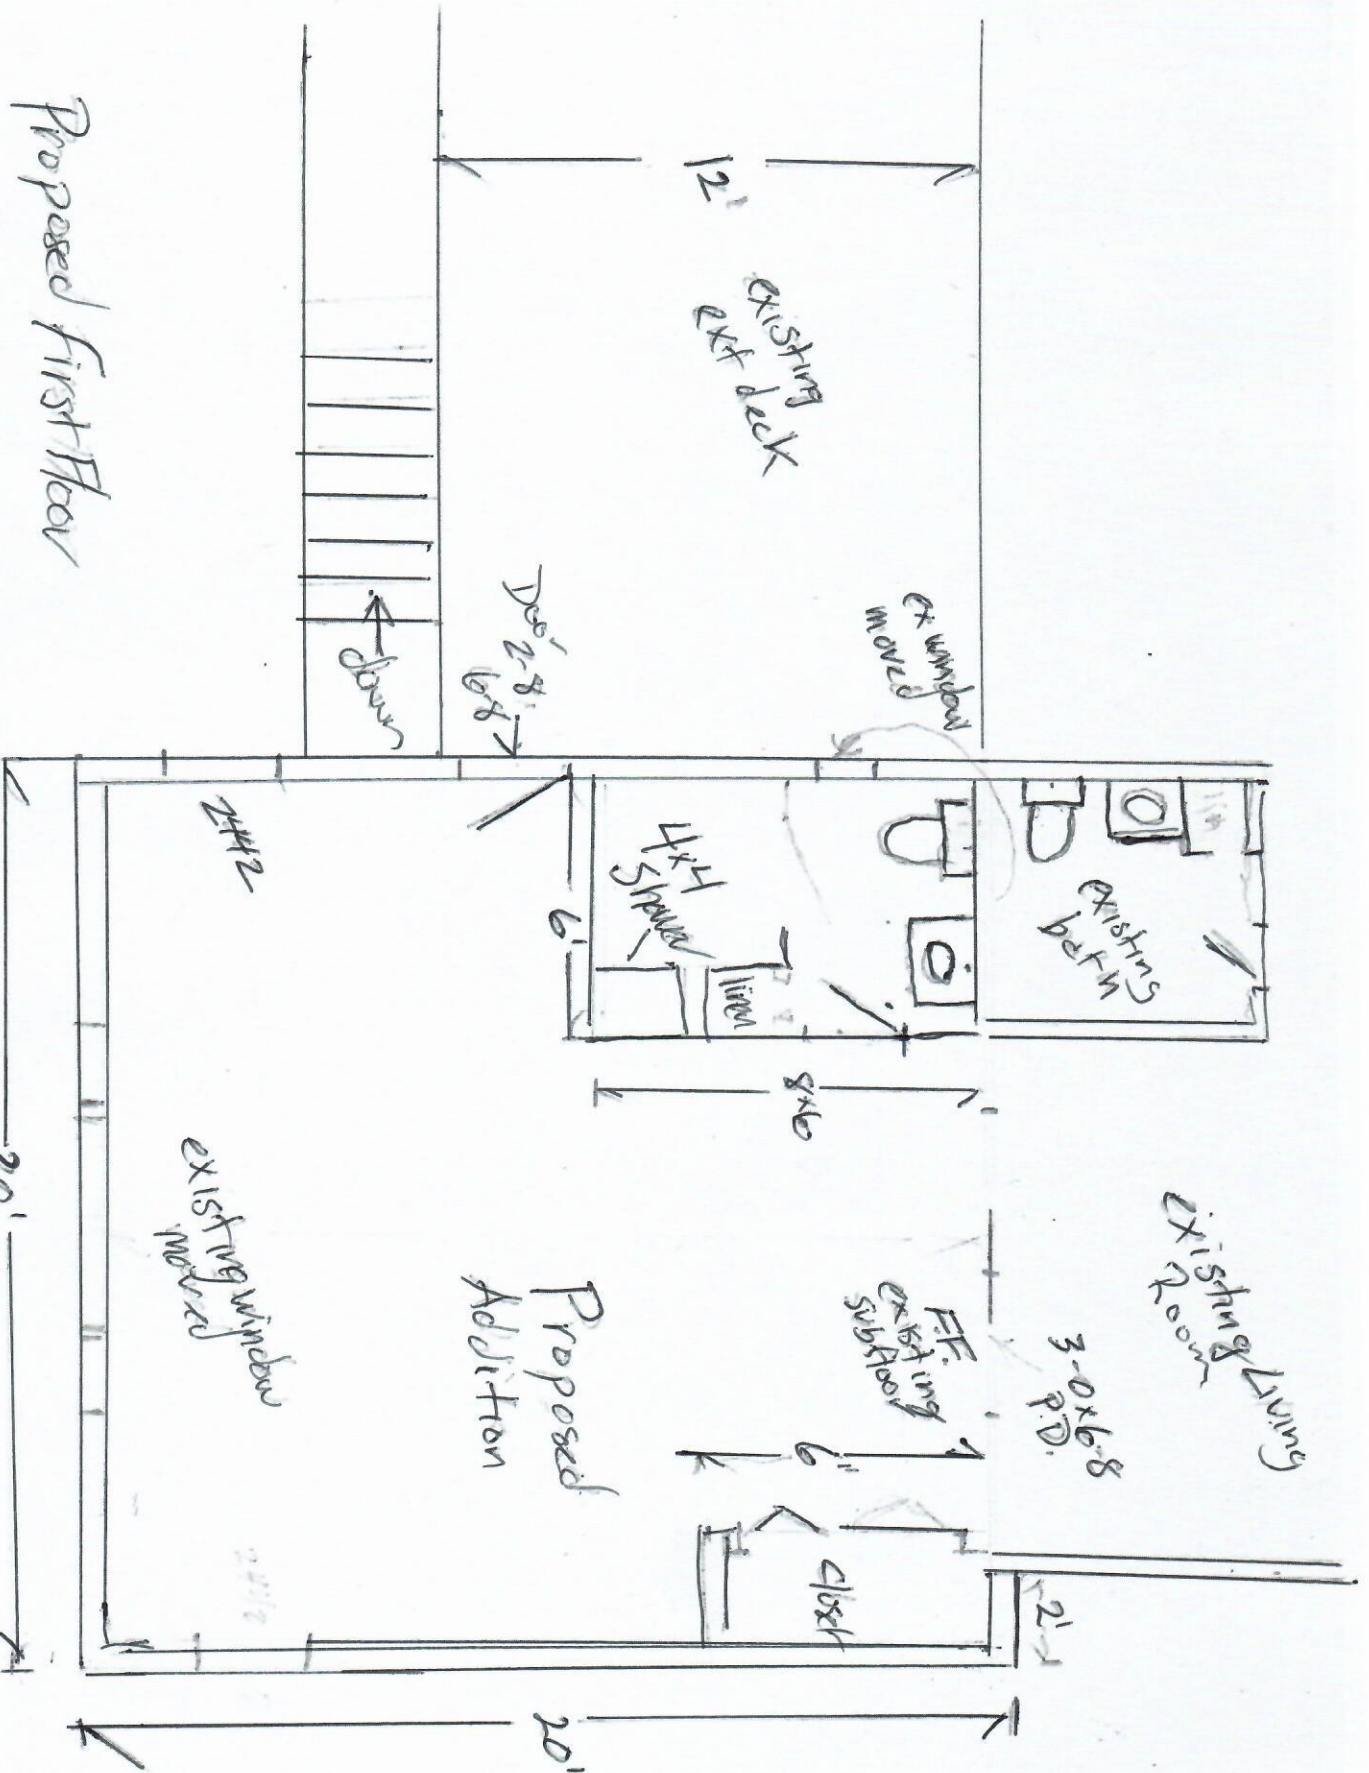 existing Living
Room
3-0x6-8
P.D.
2'
existing
bath
ex window
moved
F.F.
existing
subfloor
closet
6"
8x6
12'
existing
ext deck
linen
4x4
shower
6'
Door
2-8
6-8
Proposed
Addition
20'
down
2442
existing window
moved
20'
Proposed First Floor